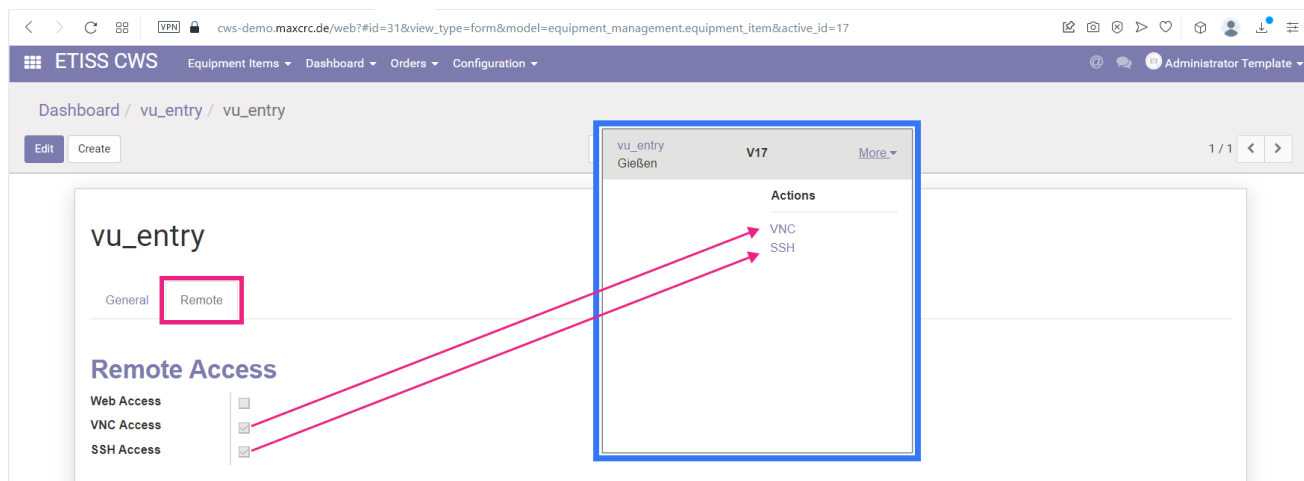 VPN cws-demo.maxcrc.de/web?#id=31&view_type=form&model=equipment_management.equipment_item&active_id=17
ETISS CWS Equipment Items Dashboard Orders Configuration @ Administrator Template
Dashboard / vu_entry / vu_entry
Edit Create 1 / 1
vu_entry V17 More
Gießen
Actions
VNC
SSH
vu_entry
General Remote
Remote Access
Web Access
VNC Access
SSH Access